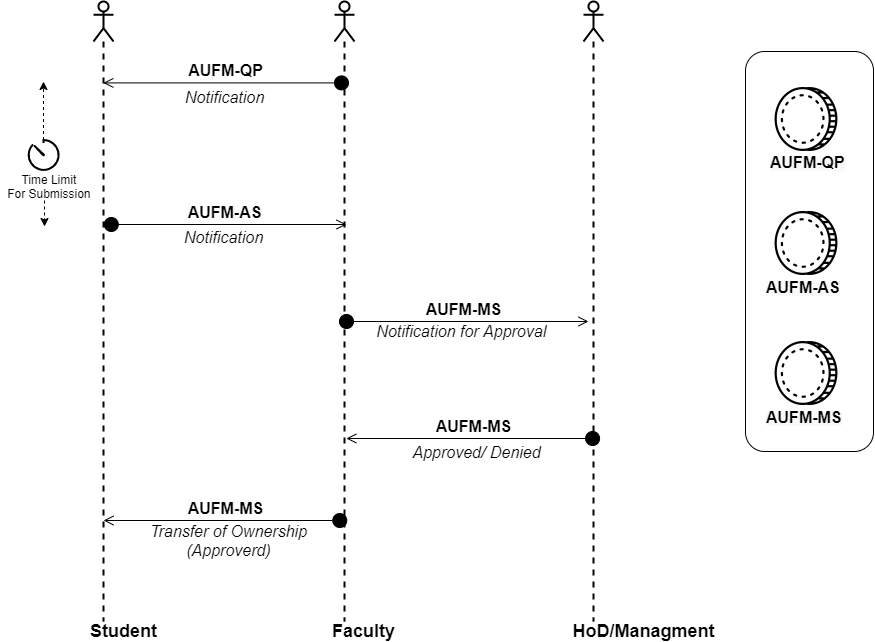 AUFM-QP
Notification
Time Limit
For Submission
AUFM-AS
Notification
AUFM-MS
Notification for Approval
AUFM-MS
Approved/ Denied
AUFM-MS
Transfer of Ownership
(Approverd)
Student
Faculty
HoD/Managment
AUFM-QP
AUFM-AS
AUFM-MS